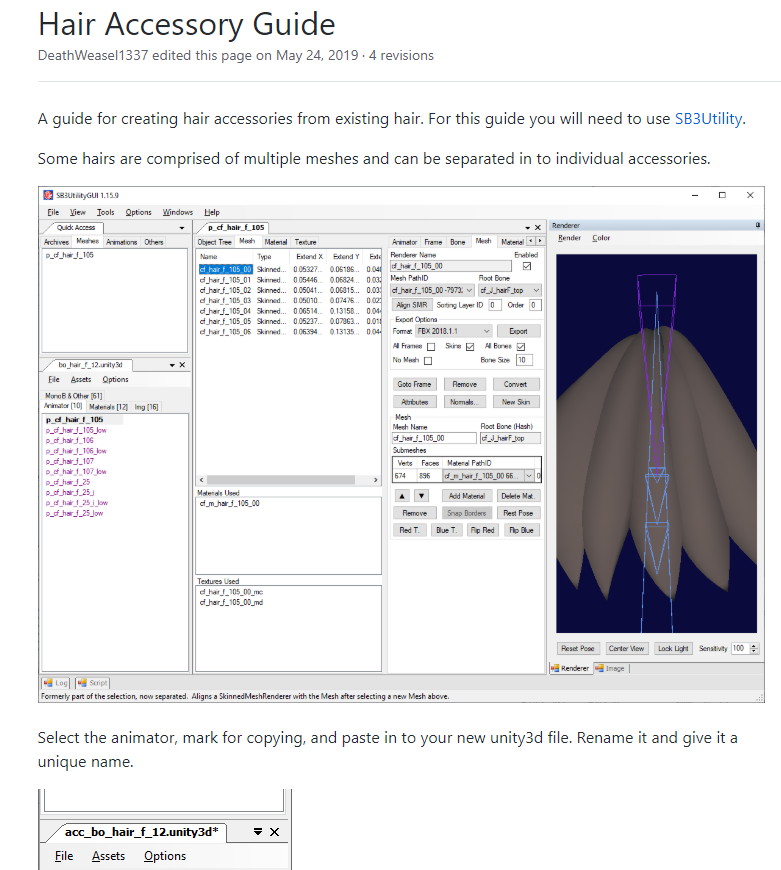 Hair Accessory Guide
DeathWeasel1337 edited this page on May 24, 2019 · 4 revisions
A guide for creating hair accessories from existing hair. For this guide you will need to use SB3Utility.
Some hairs are comprised of multiple meshes and can be separated in to individual accessories.
SB3UtilityGUI 1.15.9
File View Tools Options Windows Help
Quick Access
Archives Meshes Animations Others
p_cf_hair_f_105
bo_hair_f_12.unity3d
File Assets Options
MonoB.& Other [61]
Animator [10] Materials [12] Img [16]
p_cf_hair_f_105
p_cf_hair_f_105_low
p_cf_hair_f_106
p_cf_hair_f_106_low
p_cf_hair_f_107
p_cf_hair_f_107_low
p_cf_hair_f_25
p_cf_hair_f_25_i
p_cf_hair_f_25_i_low
p_cf_hair_f_25_low
Log Script
p_cf_hair_f_105
Object Tree Mesh Material Texture
Name Type Extend X Extend Y Exte
cf_hair_f_105_00 Skinned... 0.05327... 0.06186... 0.04
cf_hair_f_105_01 Skinned... 0.05446... 0.06824...
cf_hair_f_105_02 Skinned... 0.05041... 0.06815...
cf_hair_f_105_03 Skinned... 0.05010... 0.07476...
cf_hair_f_105_04 Skinned... 0.06514... 0.13158...
cf_hair_f_105_05 Skinned... 0.05237... 0.07863...
cf_hair_f_105_06 Skinned... 0.06394... 0.13135...
Materials Used
cf_m_hair_f_105_00
Textures Used
cf_hair_f_105_00_mc
cf_hair_f_105_00_md
Animator Frame Bone Mesh Material
Renderer Name Enabled
cf_hair_f_105_00
Mesh PathID Root Bone
cf_hair_f_105_00 -7973 cf_J_hairF_top
Align SMR Sorting Layer ID 0 Order 0
Export Options
Format FBX 2018.1.1 Export
All Frames Skins All Bones
No Mesh Bone Size 10
Goto Frame Remove Convert
Attributes Normals... New Skin
Mesh
Mesh Name Root Bone (Hash)
cf_hair_f_105_00 cf_J_hairF_top
Submeshes
Verts Faces Material PathID
674 896 cf_m_hair_f_105_00 66... 0
▲ ▼ Add Material Delete Mat.
Remove Snap Borders Rest Pose
Red T. Blue T. Flip Red Flip Blue
Renderer
Render Color
Reset Pose Center View Lock Light Sensitivity 100
Renderer Image
Formerly part of the selection, now separated. Aligns a SkinnedMeshRenderer with the Mesh after selecting a new Mesh above.
Select the animator, mark for copying, and paste in to your new unity3d file. Rename it and give it a
unique name.
acc_bo_hair_f_12.unity3d*
File Assets Options